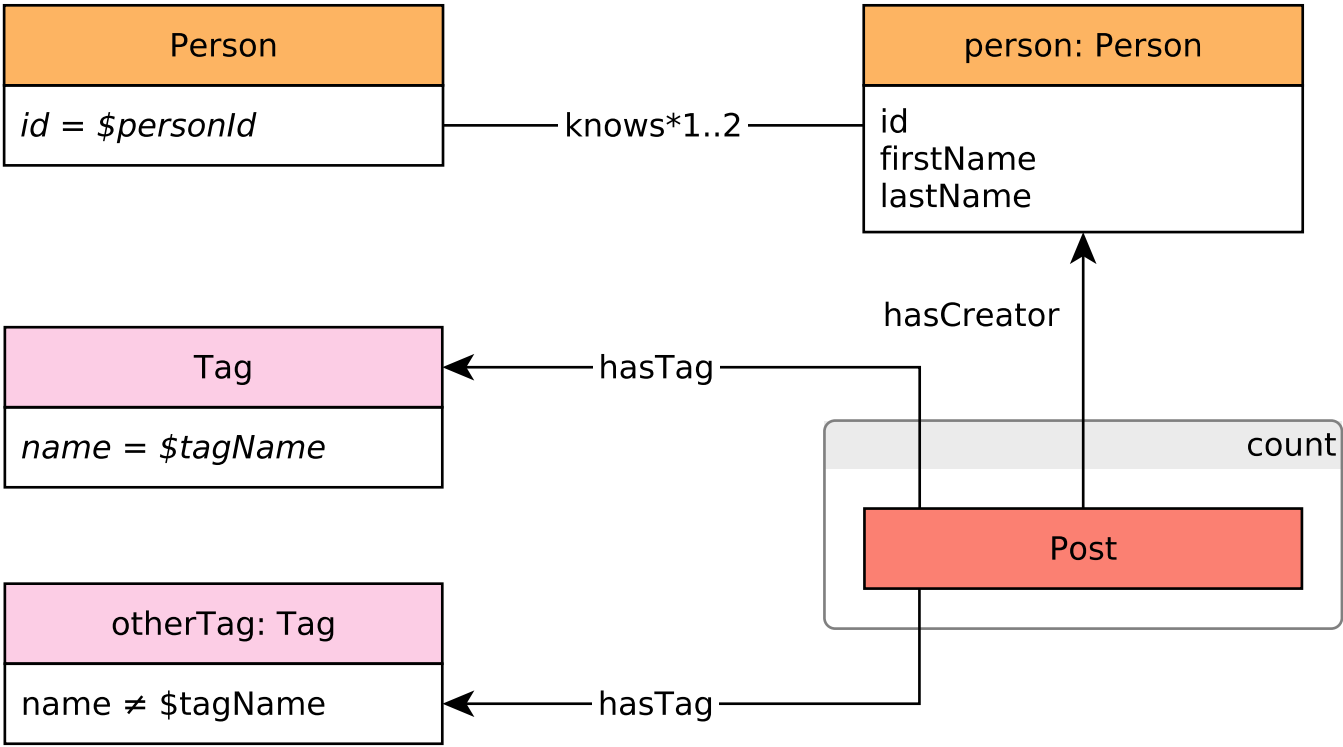 Person
person: Person
id = $personId
knows*1..2
id
firstName
lastName
hasCreator
Tag
hasTag
name = $tagName
count
Post
otherTag: Tag
name ≠ $tagName
hasTag